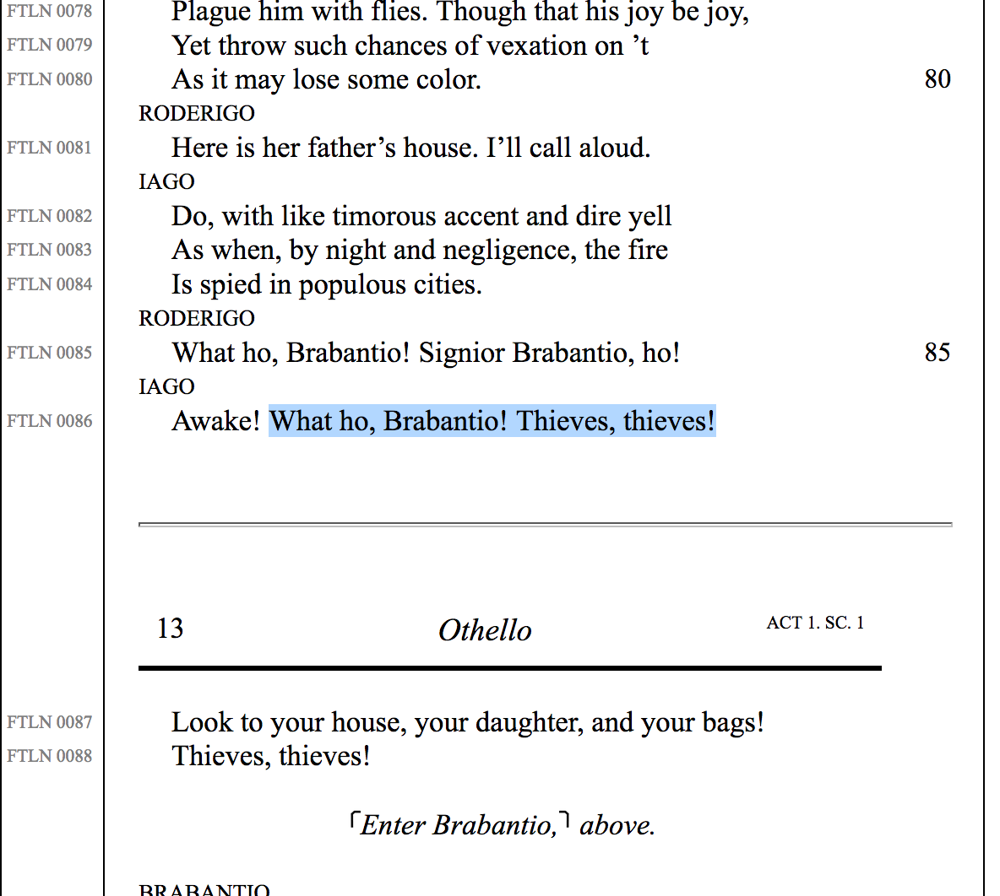 FTLN 0078 Plague him with flies. Though that his joy be joy,
FTLN 0079 Yet throw such chances of vexation on ’t
FTLN 0080 As it may lose some color. 80
RODERIGO
FTLN 0081 Here is her father’s house. I’ll call aloud.
IAGO
FTLN 0082 Do, with like timorous accent and dire yell
FTLN 0083 As when, by night and negligence, the fire
FTLN 0084 Is spied in populous cities.
RODERIGO
FTLN 0085 What ho, Brabantio! Signior Brabantio, ho! 85
IAGO
FTLN 0086 Awake! What ho, Brabantio! Thieves, thieves!
13 Othello ACT 1. SC. 1
FTLN 0087 Look to your house, your daughter, and your bags!
FTLN 0088 Thieves, thieves!
⌜Enter Brabantio,⌝ above.
BRABANTIO